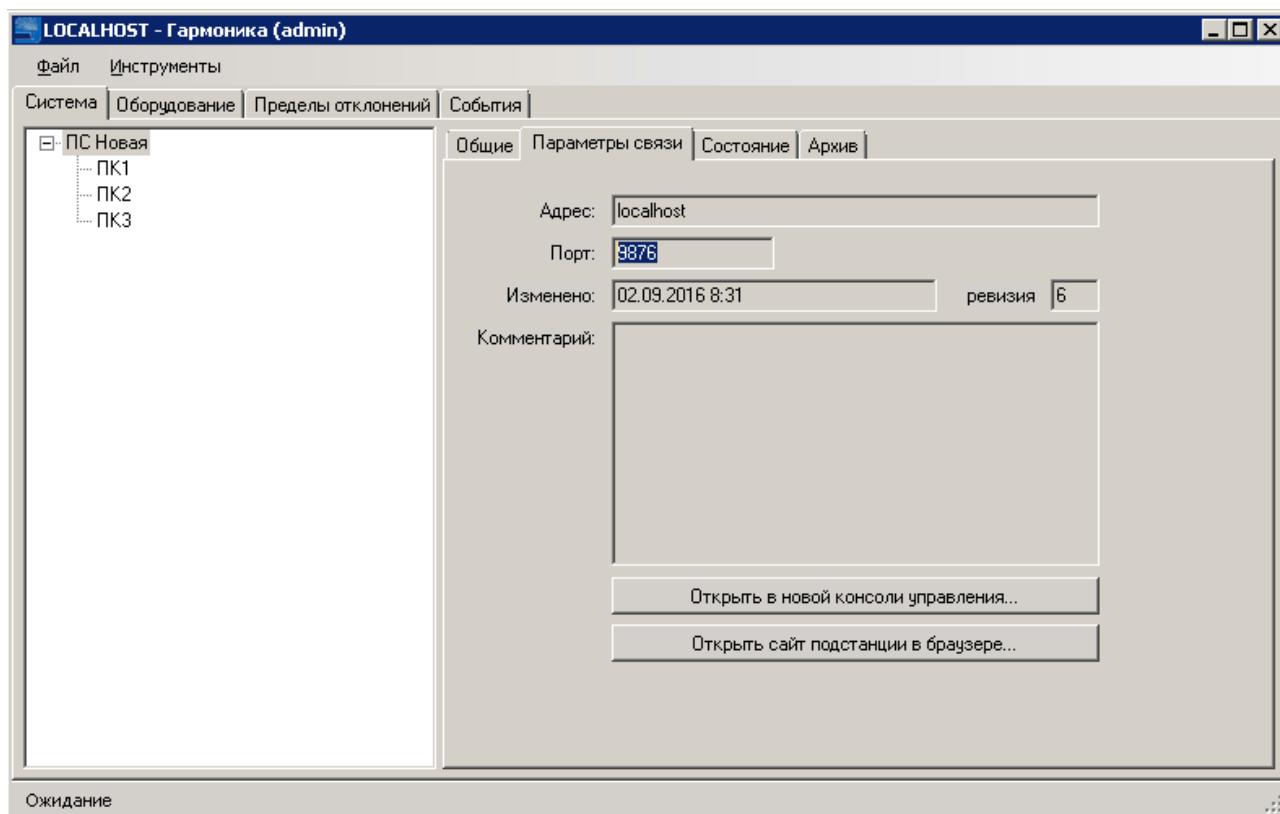 LOCALHOST - Гармоника (admin)
Файл Инструменты
Система Оборудование Пределы отклонений События
ПС Новая
ПК1
ПК2
ПК3
Общие Параметры связи Состояние Архив
Адрес: localhost
Порт: 9876
Изменено: 02.09.2016 8:31 ревизия 6
Комментарий:
Открыть в новой консоли управления...
Открыть сайт подстанции в браузере...
Ожидание